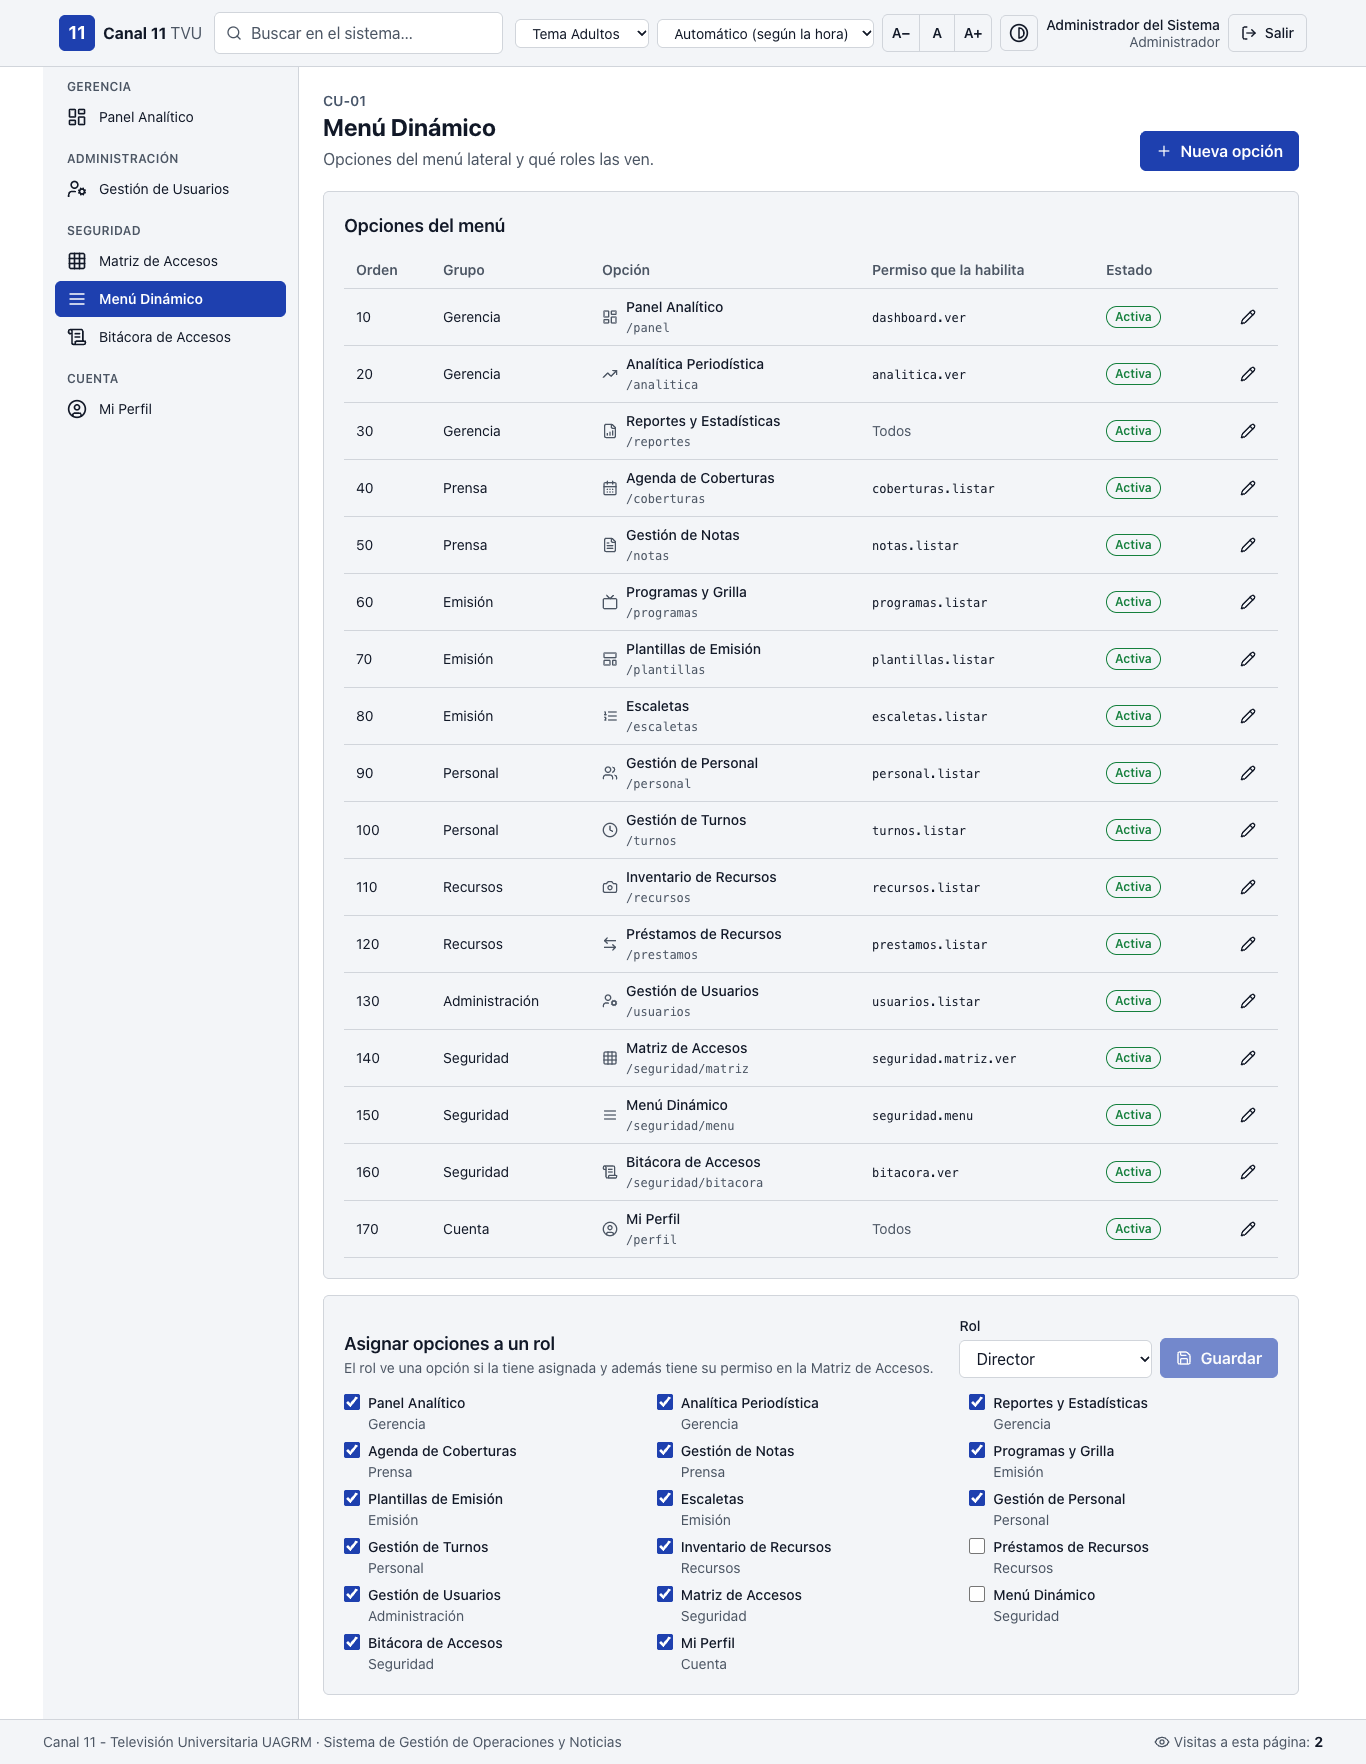 11 Canal 11 TVU
Buscar en el sistema...
Tema Adultos
Automático (según la hora)
A− A A+
Administrador del Sistema
Administrador
Salir
GERENCIA
Panel Analítico
ADMINISTRACIÓN
Gestión de Usuarios
SEGURIDAD
Matriz de Accesos
Menú Dinámico
Bitácora de Accesos
CUENTA
Mi Perfil
CU-01
Menú Dinámico
Opciones del menú lateral y qué roles las ven.
Nueva opción
Opciones del menú
Orden Grupo Opción Permiso que la habilita Estado
10 Gerencia Panel Analítico dashboard.ver Activa
/panel
20 Gerencia Analítica Periodística analitica.ver Activa
/analitica
30 Gerencia Reportes y Estadísticas Todos Activa
/reportes
40 Prensa Agenda de Coberturas coberturas.listar Activa
/coberturas
50 Prensa Gestión de Notas notas.listar Activa
/notas
60 Emisión Programas y Grilla programas.listar Activa
/programas
70 Emisión Plantillas de Emisión plantillas.listar Activa
/plantillas
80 Emisión Escaletas escaletas.listar Activa
/escaletas
90 Personal Gestión de Personal personal.listar Activa
/personal
100 Personal Gestión de Turnos turnos.listar Activa
/turnos
110 Recursos Inventario de Recursos recursos.listar Activa
/recursos
120 Recursos Préstamos de Recursos prestamos.listar Activa
/prestamos
130 Administración Gestión de Usuarios usuarios.listar Activa
/usuarios
140 Seguridad Matriz de Accesos seguridad.matriz.ver Activa
/seguridad/matriz
150 Seguridad Menú Dinámico seguridad.menu Activa
/seguridad/menu
160 Seguridad Bitácora de Accesos bitacora.ver Activa
/seguridad/bitacora
170 Cuenta Mi Perfil Todos Activa
/perfil
Asignar opciones a un rol
El rol ve una opción si la tiene asignada y además tiene su permiso en la Matriz de Accesos.
Rol
Director
Guardar
Panel Analítico Analítica Periodística Reportes y Estadísticas
Gerencia Gerencia Gerencia
Agenda de Coberturas Gestión de Notas Programas y Grilla
Prensa Prensa Emisión
Plantillas de Emisión Escaletas Gestión de Personal
Emisión Emisión Personal
Gestión de Turnos Inventario de Recursos Préstamos de Recursos
Personal Recursos Recursos
Gestión de Usuarios Matriz de Accesos Menú Dinámico
Administración Seguridad Seguridad
Bitácora de Accesos Mi Perfil
Seguridad Cuenta
Canal 11 - Televisión Universitaria UAGRM · Sistema de Gestión de Operaciones y Noticias
Visitas a esta página: 2